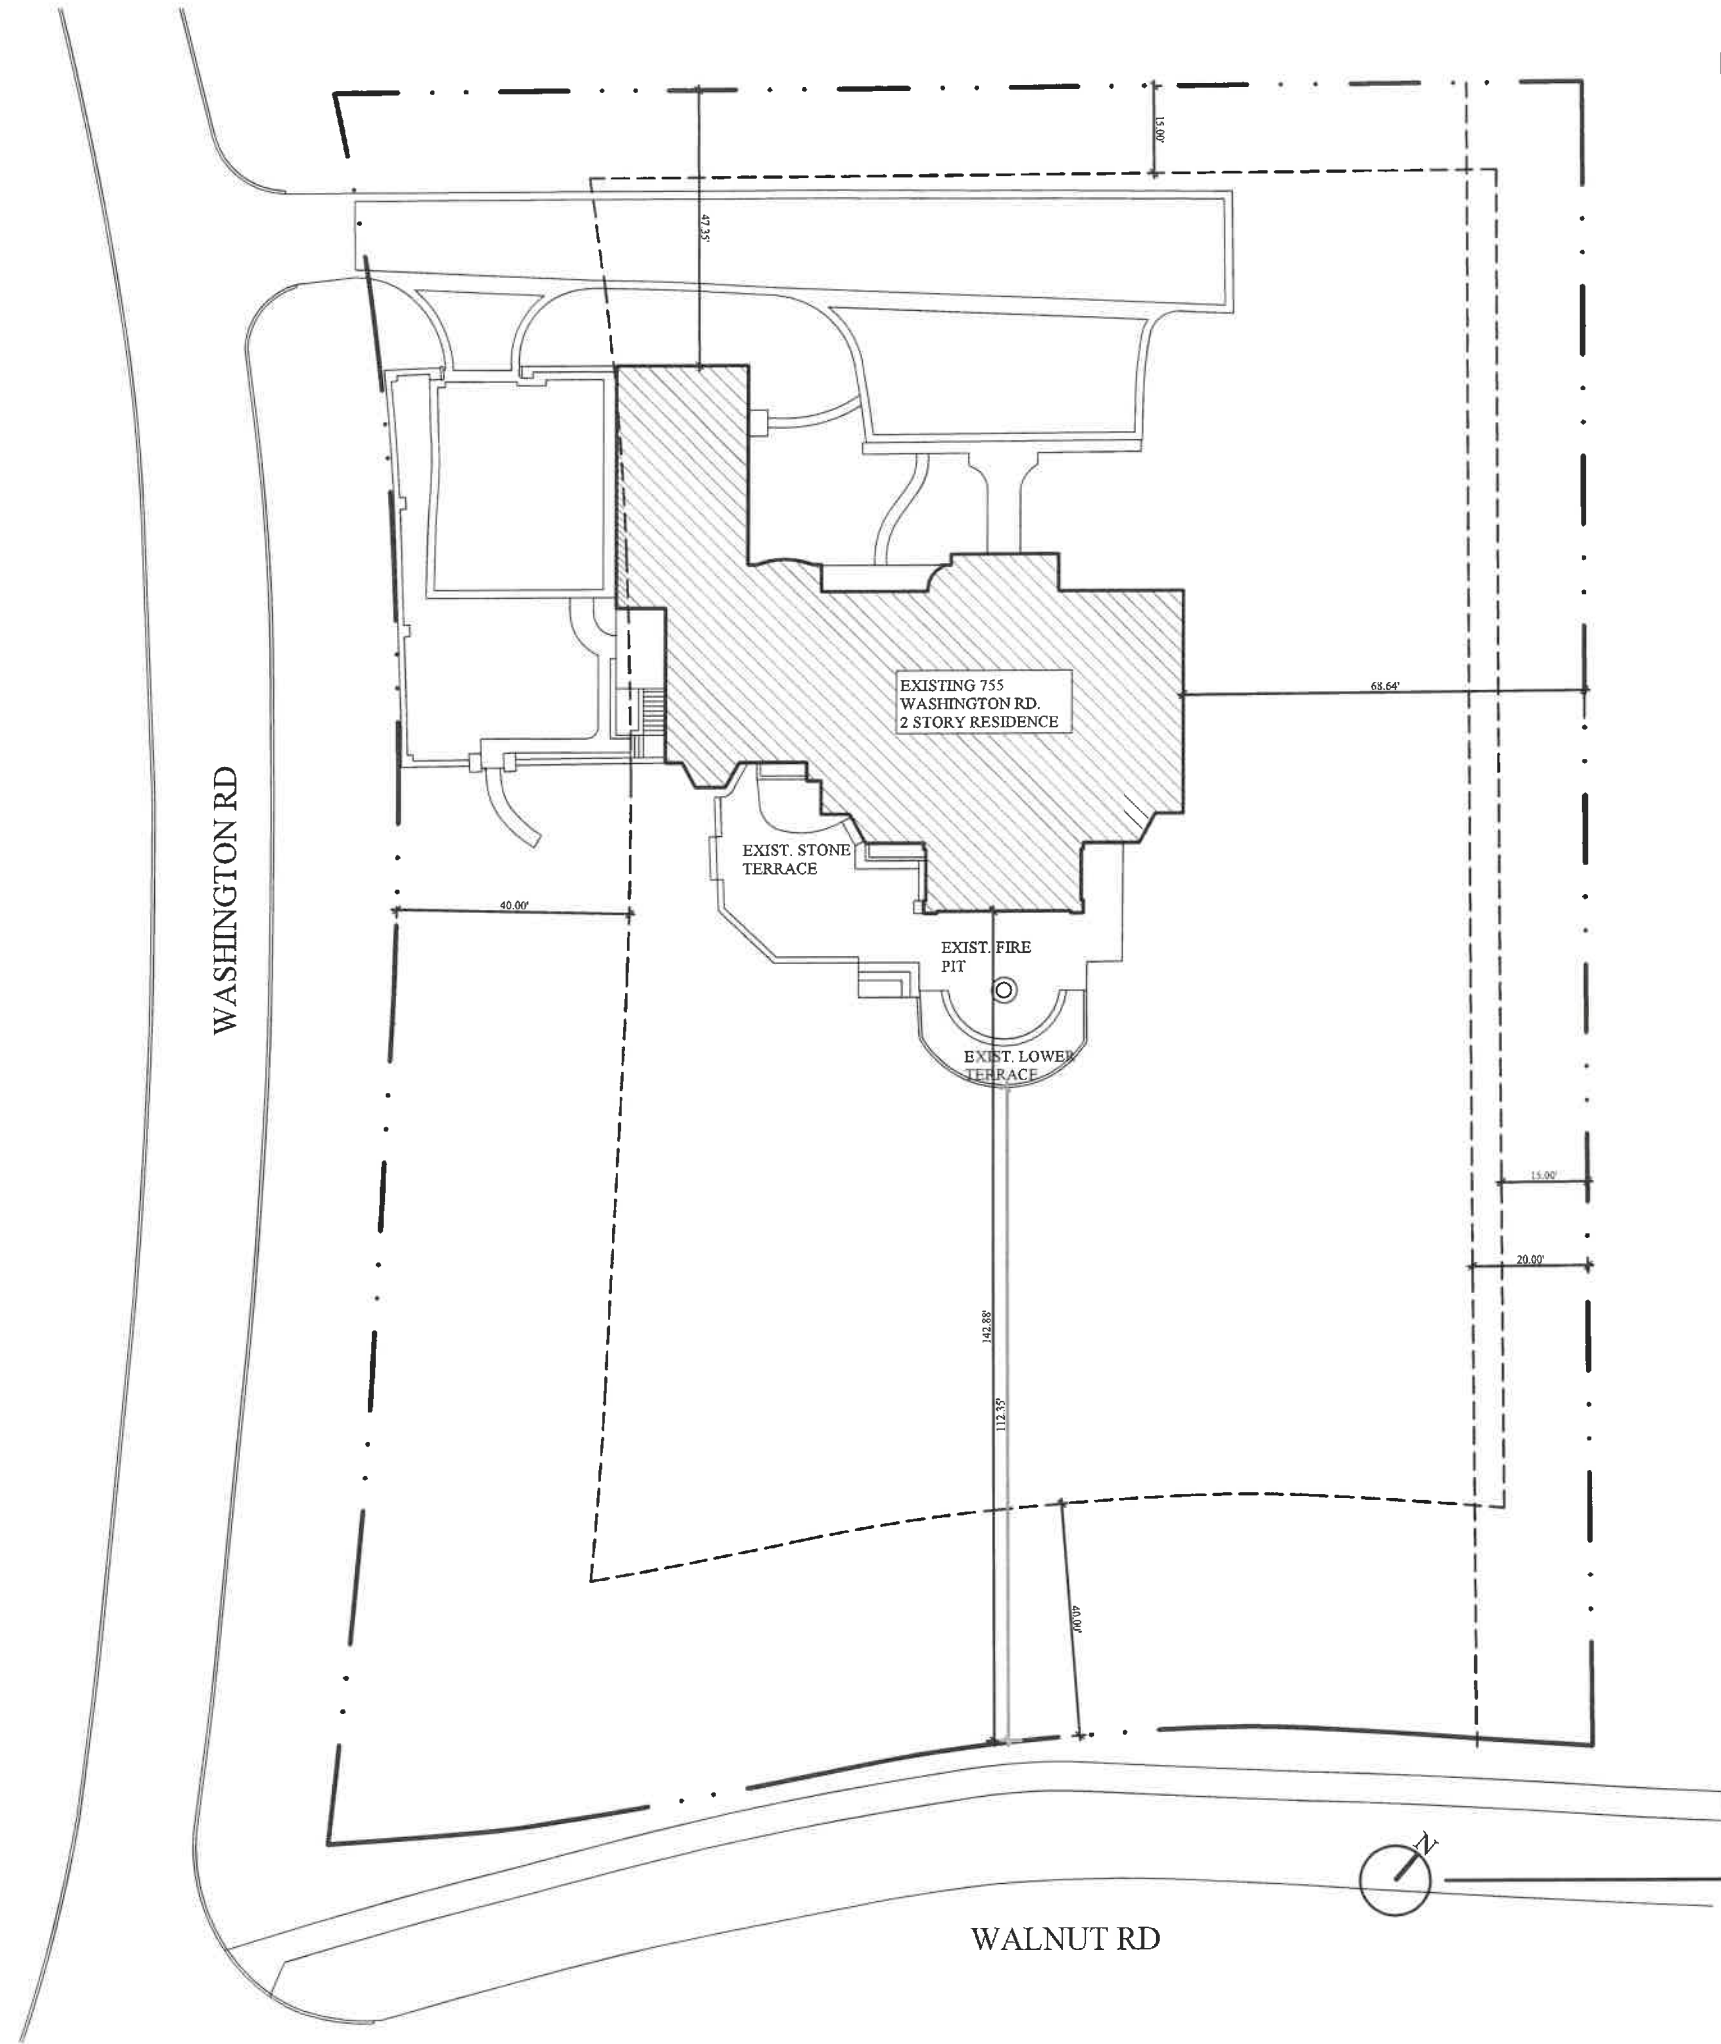 15.00'
47.35'
EXISTING 755
WASHINGTON RD.
2 STORY RESIDENCE
68.64'
WASHINGTON RD
EXIST. STONE
TERRACE
40.00'
EXIST. FIRE
PIT
EXIST. LOWER
TERRACE
15.00'
20.00'
142.88'
112.35'
40.00'
N
WALNUT RD